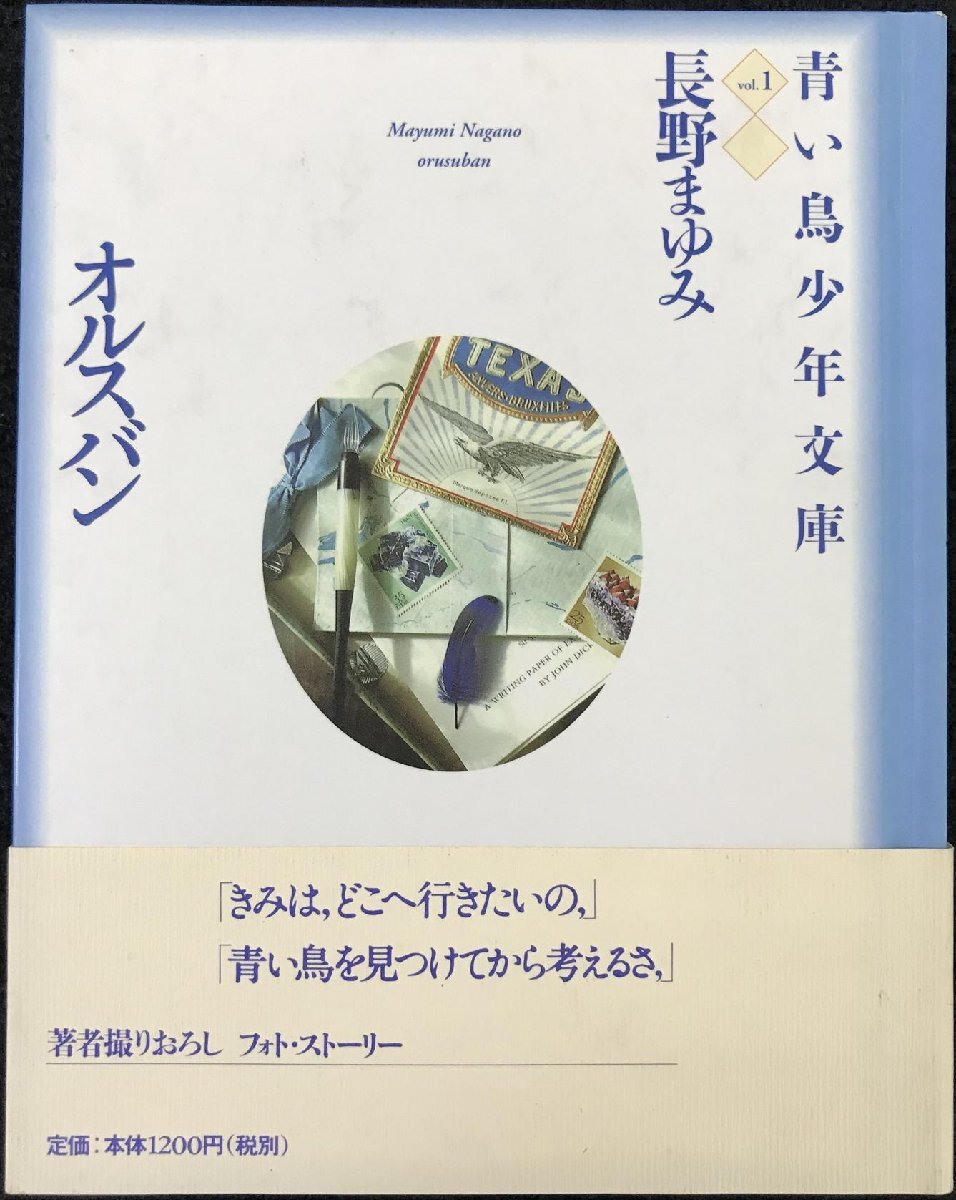 青い鳥少年文庫
vol.1
長野まゆみ
Mayumi Nagano
orusuban
オルスバン
TEXAS
A WRITING PAPER OF
BY JOHN DICK
「きみは,どこへ行きたいの,」
「青い鳥を見つけてから考えるさ,」
著者撮りおろし フォト・ストーリー
定価:本体1200円(税別)